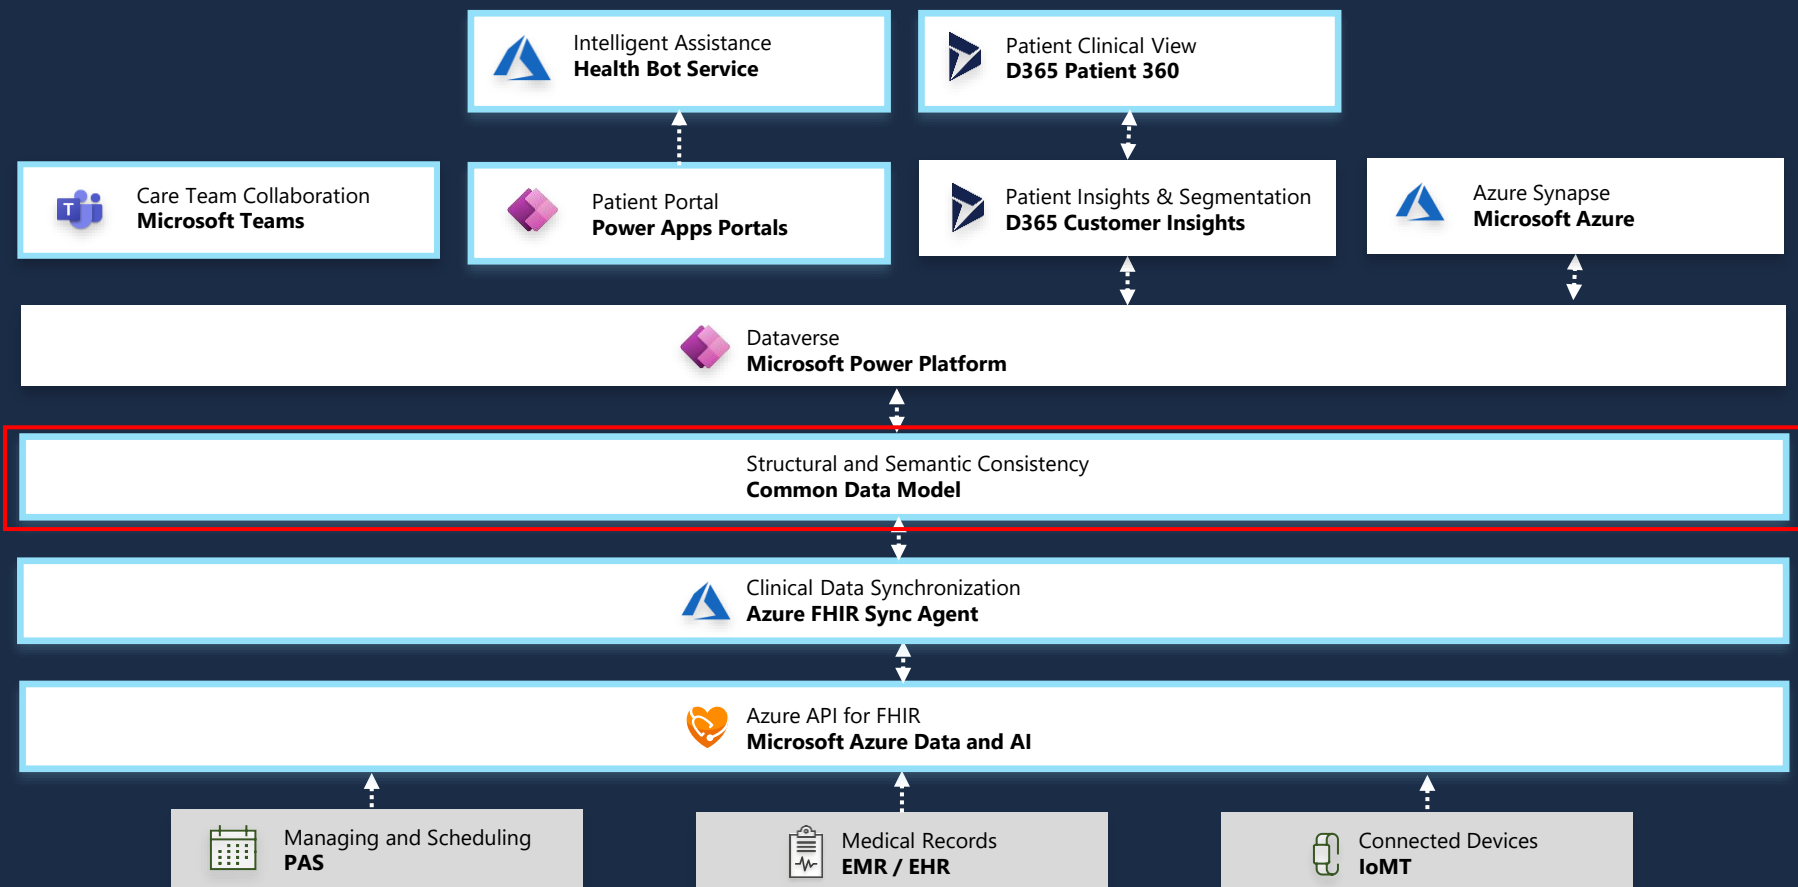 Intelligent Assistance
Health Bot Service
Patient Clinical View
D365 Patient 360
Care Team Collaboration
Microsoft Teams
Patient Portal
Power Apps Portals
Patient Insights & Segmentation
D365 Customer Insights
Azure Synapse
Microsoft Azure
Dataverse
Microsoft Power Platform
Structural and Semantic Consistency
Common Data Model
Clinical Data Synchronization
Azure FHIR Sync Agent
Azure API for FHIR
Microsoft Azure Data and AI
Managing and Scheduling
PAS
Medical Records
EMR / EHR
Connected Devices
IoMT